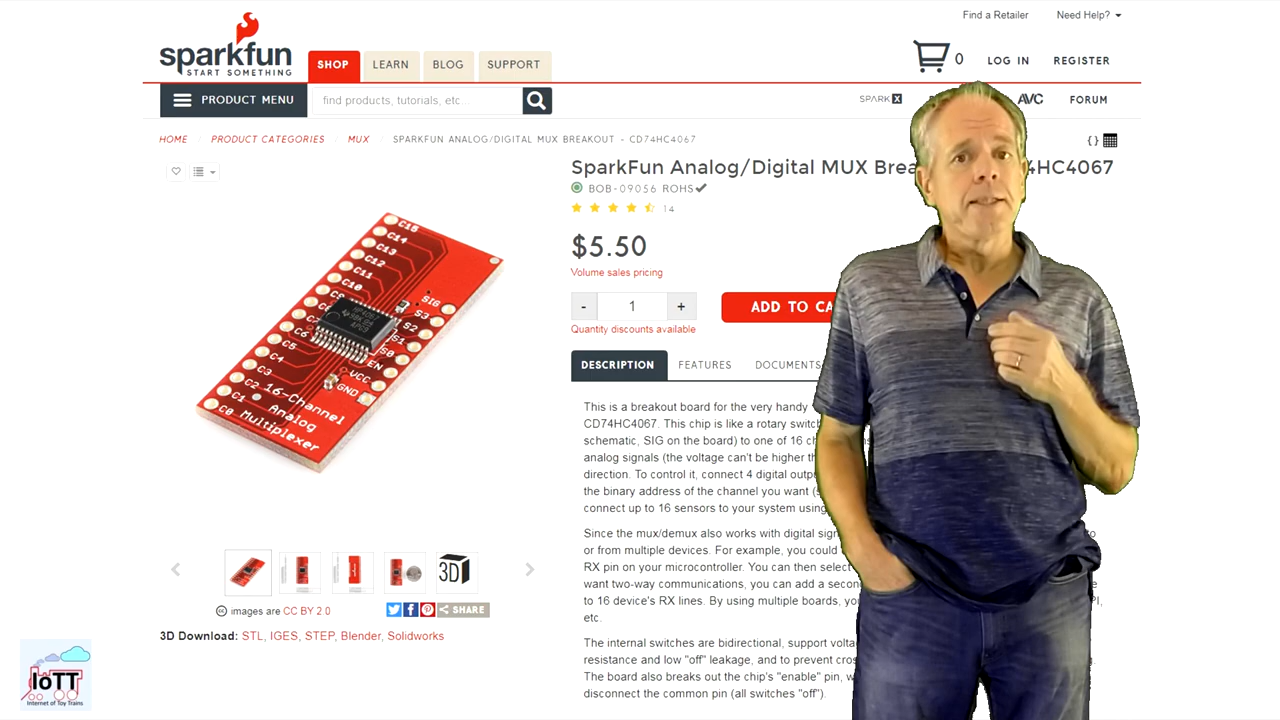 Find a Retailer Need Help?
sparkfun
START SOMETHING
SHOP LEARN BLOG SUPPORT
0 LOG IN REGISTER
PRODUCT MENU
find products, tutorials, etc...
SPARK X AVC FORUM
HOME / PRODUCT CATEGORIES / MUX / SPARKFUN ANALOG/DIGITAL MUX BREAKOUT - CD74HC4067
{ }
SparkFun Analog/Digital MUX Brea 4HC4067
BOB-09056 ROHS✔
14
$5.50
Volume sales pricing
- 1 +
ADD TO CA
Quantity discounts available
DESCRIPTION FEATURES DOCUMENTS
This is a breakout board for the very handy
CD74HC4067. This chip is like a rotary switc
schematic, SIG on the board) to one of 16 ch
analog signals (the voltage can't be higher th
direction. To control it, connect 4 digital outp
the binary address of the channel you want (
connect up to 16 sensors to your system using
Since the mux/demux also works with digital sign to
or from multiple devices. For example, you could
RX pin on your microcontroller. You can then select
want two-way communications, you can add a secon
to 16 device's RX lines. By using multiple boards, yo PI,
etc.
The internal switches are bidirectional, support volta
resistance and low "off" leakage, and to prevent cros
The board also breaks out the chip's "enable" pin, w
disconnect the common pin (all switches "off").
C15
C14
C13
C12
C11
C10
C9
C7
C6
C5
C4
C3
C2
C1
C0
SIG
S3
S2
S1
S0
EN
VCC
GND
16-Channel
Analog
Multiplexer
3D
images are CC BY 2.0
SHARE
3D Download: STL, IGES, STEP, Blender, Solidworks
IoTT
Internet of Toy Trains